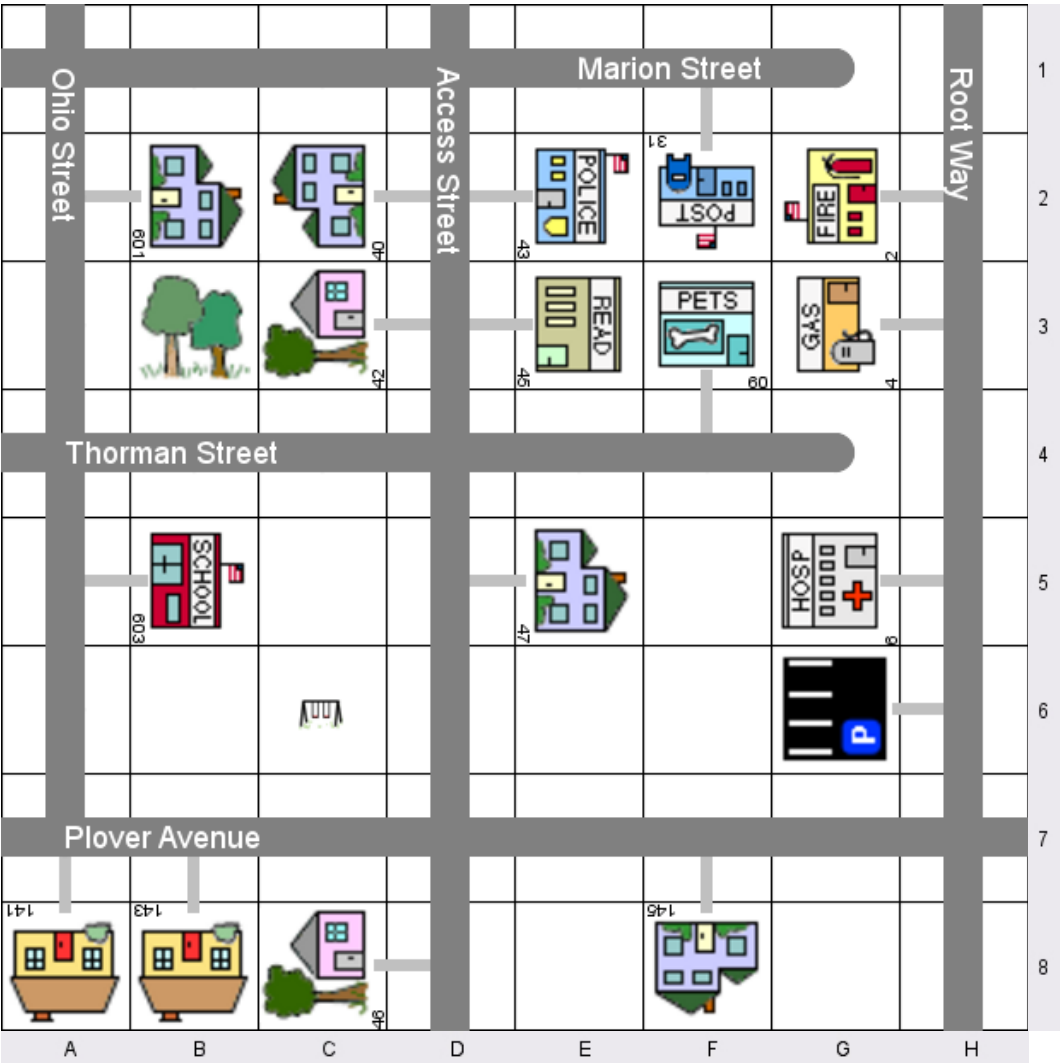 Marion Street
1
Ohio Street
Access Street
Root Way
31
POLICE
POST
FIRE
2
601
40
43
2
READ
PETS
GAS
3
42
45
60
4
Thorman Street
4
SCHOOL
HOSP
5
603
47
6
P
6
Plover Avenue
7
141
143
145
8
46
A
B
C
D
E
F
G
H